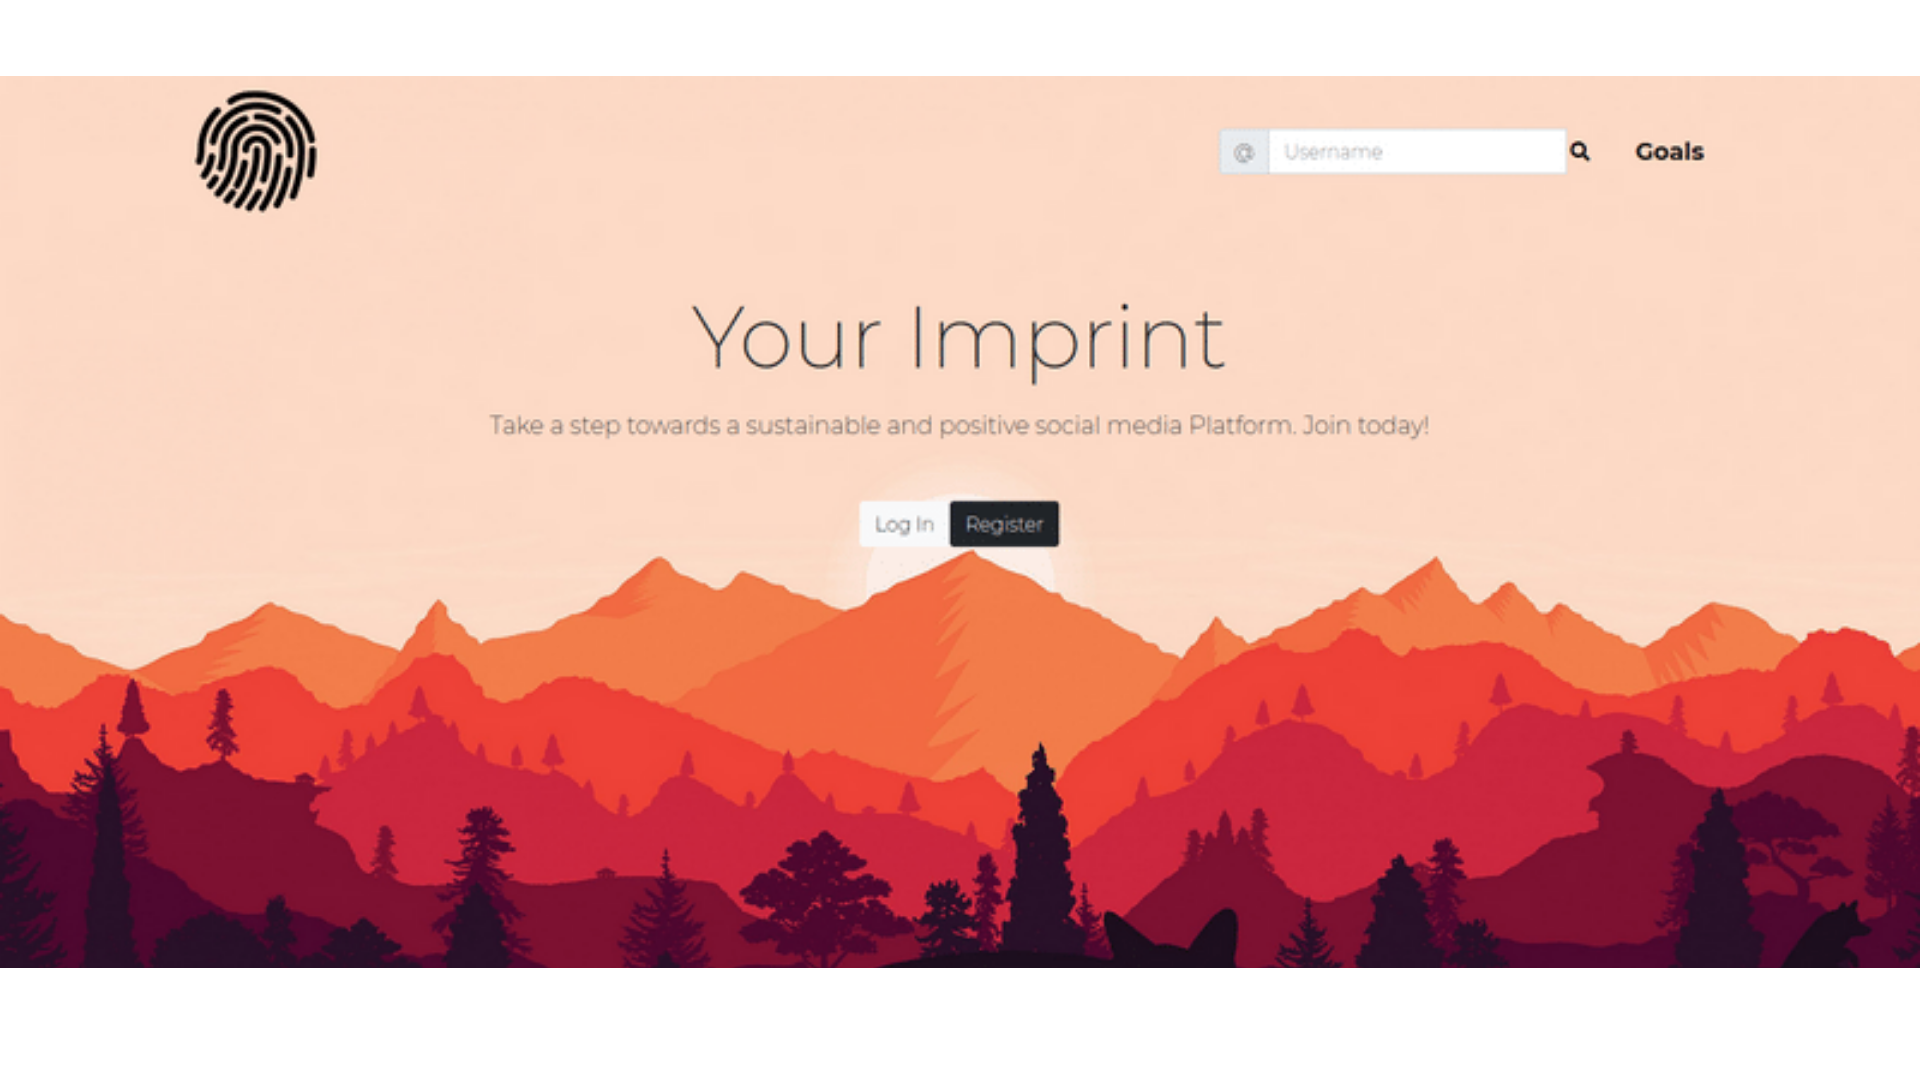 @ Username Goals
Your Imprint
Take a step towards a sustainable and positive social media Platform. Join today!
Log In Register